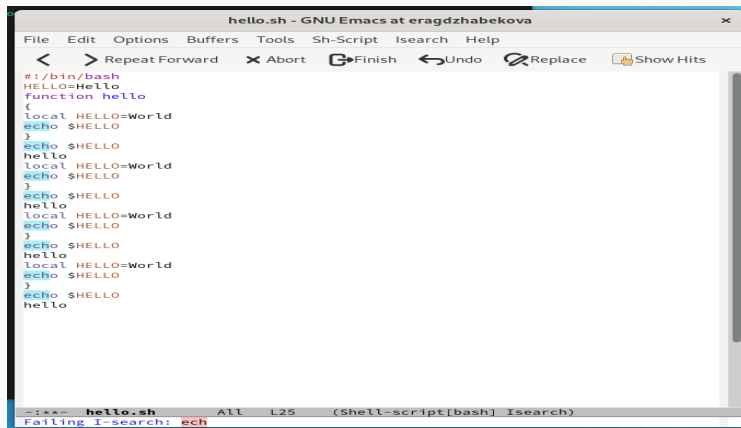 hello.sh - GNU Emacs at eragdzhabekova
File Edit Options Buffers Tools Sh-Script Isearch Help
Repeat Forward Abort Finish Undo Replace Show Hits
#!/bin/bash
HELLO=Hello
function hello
{
local HELLO=World
echo $HELLO
}
echo $HELLO
hello
local HELLO=World
echo $HELLO
}
echo $HELLO
hello
local HELLO=World
echo $HELLO
}
echo $HELLO
hello
local HELLO=World
echo $HELLO
}
echo $HELLO
hello
-:**- hello.sh All L25 (Shell-script[bash] Isearch)
Failing I-search: ech